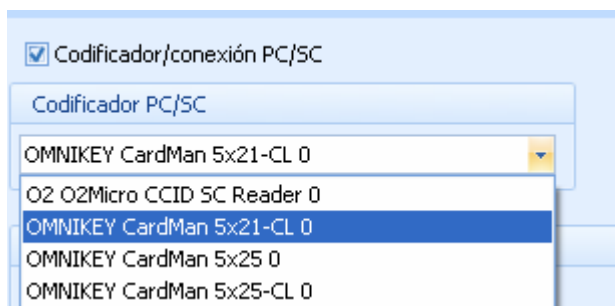 Codificador/conexión PC/SC
Codificador PC/SC
OMNIKEY CardMan 5x21-CL 0
O2 O2Micro CCID SC Reader 0
OMNIKEY CardMan 5x21-CL 0
OMNIKEY CardMan 5x25 0
OMNIKEY CardMan 5x25-CL 0